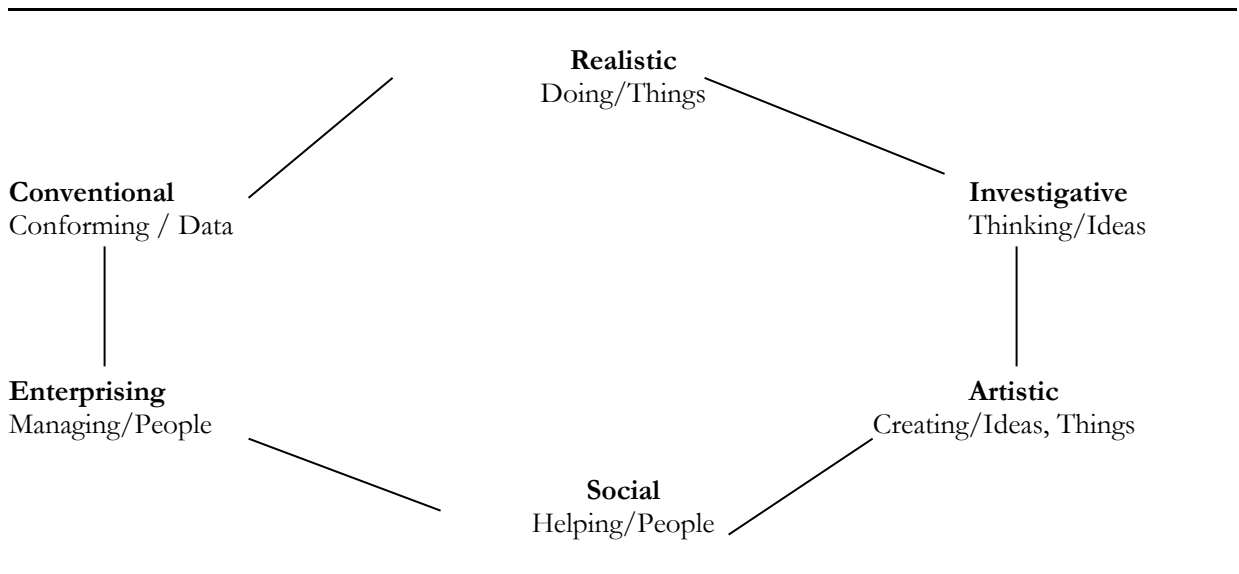 Realistic
Doing/Things
Conventional
Conforming / Data
Investigative
Thinking/Ideas
Enterprising
Managing/People
Artistic
Creating/Ideas, Things
Social
Helping/People